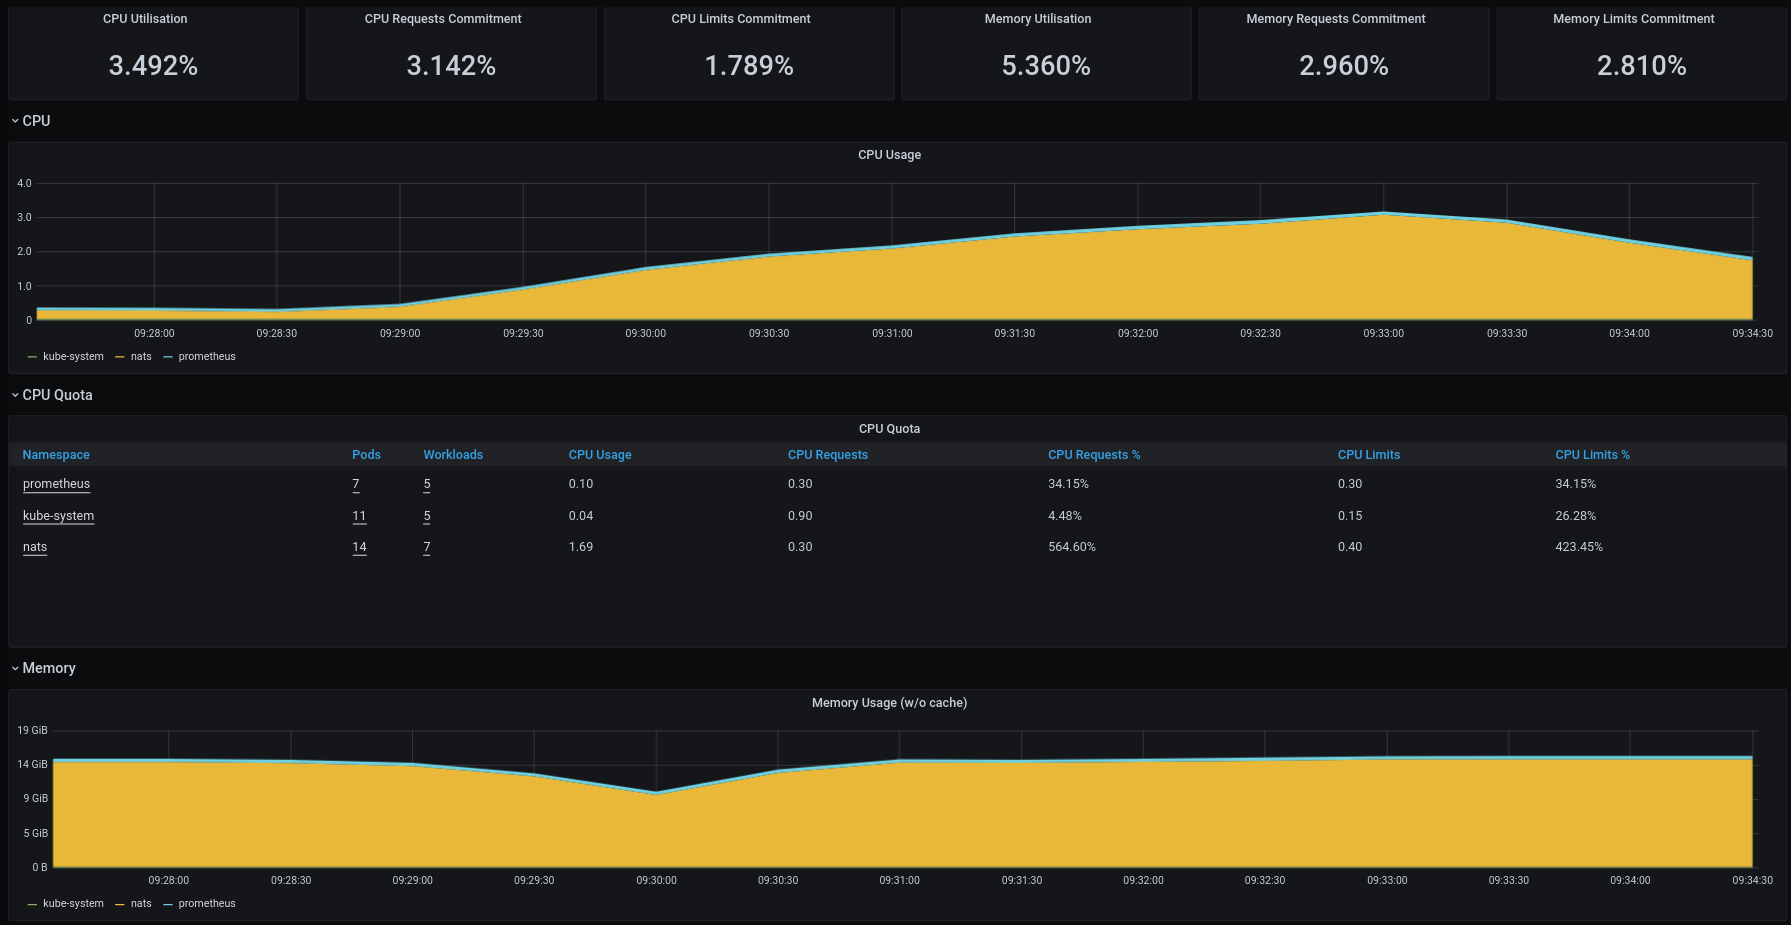 CPU Utilisation CPU Requests Commitment CPU Limits Commitment Memory Utilisation Memory Requests Commitment Memory Limits Commitment
3.492% 3.142% 1.789% 5.360% 2.960% 2.810%
CPU
CPU Usage
4.0
3.0
2.0
1.0
0
09:28:00 09:28:30 09:29:00 09:29:30 09:30:00 09:30:30 09:31:00 09:31:30 09:32:00 09:32:30 09:33:00 09:33:30 09:34:00 09:34:30
kube-system nats prometheus
CPU Quota
CPU Quota
Namespace Pods Workloads CPU Usage CPU Requests CPU Requests % CPU Limits CPU Limits %
prometheus 7 5 0.10 0.30 34.15% 0.30 34.15%
kube-system 11 5 0.04 0.90 4.48% 0.15 26.28%
nats 14 7 1.69 0.30 564.60% 0.40 423.45%
Memory
Memory Usage (w/o cache)
19 GiB
14 GiB
9 GiB
5 GiB
0 B
09:28:00 09:28:30 09:29:00 09:29:30 09:30:00 09:30:30 09:31:00 09:31:30 09:32:00 09:32:30 09:33:00 09:33:30 09:34:00 09:34:30
kube-system nats prometheus